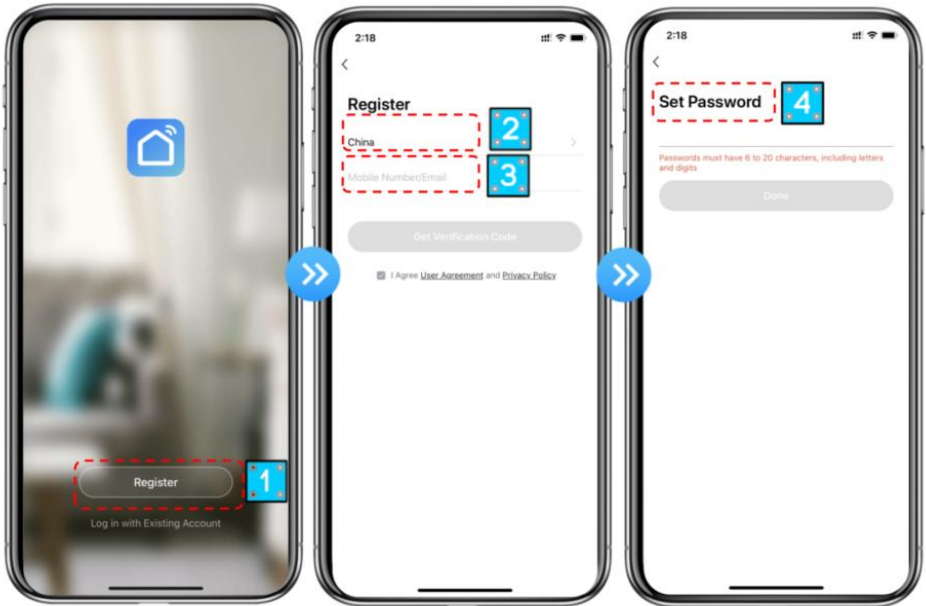 Register
1
Log in with Existing Account
2:18
Register
2
China
3
Mobile Number/Email
Get Verification Code
I Agree User Agreement and Privacy Policy
2:18
Set Password
4
Passwords must have 6 to 20 characters, including letters
and digits
Done